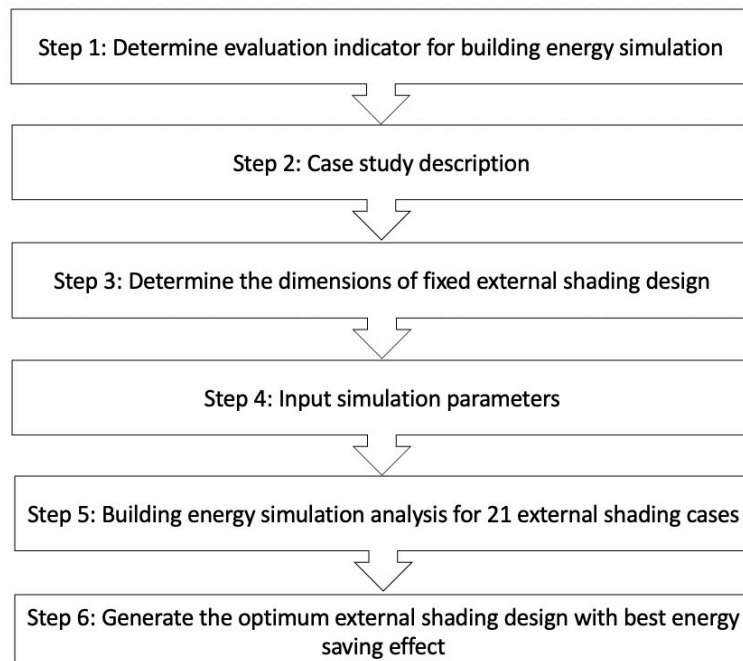 Step 1: Determine evaluation indicator for building energy simulation
Step 2: Case study description
Step 3: Determine the dimensions of fixed external shading design
Step 4: Input simulation parameters
Step 5: Building energy simulation analysis for 21 external shading cases
Step 6: Generate the optimum external shading design with best energy
saving effect